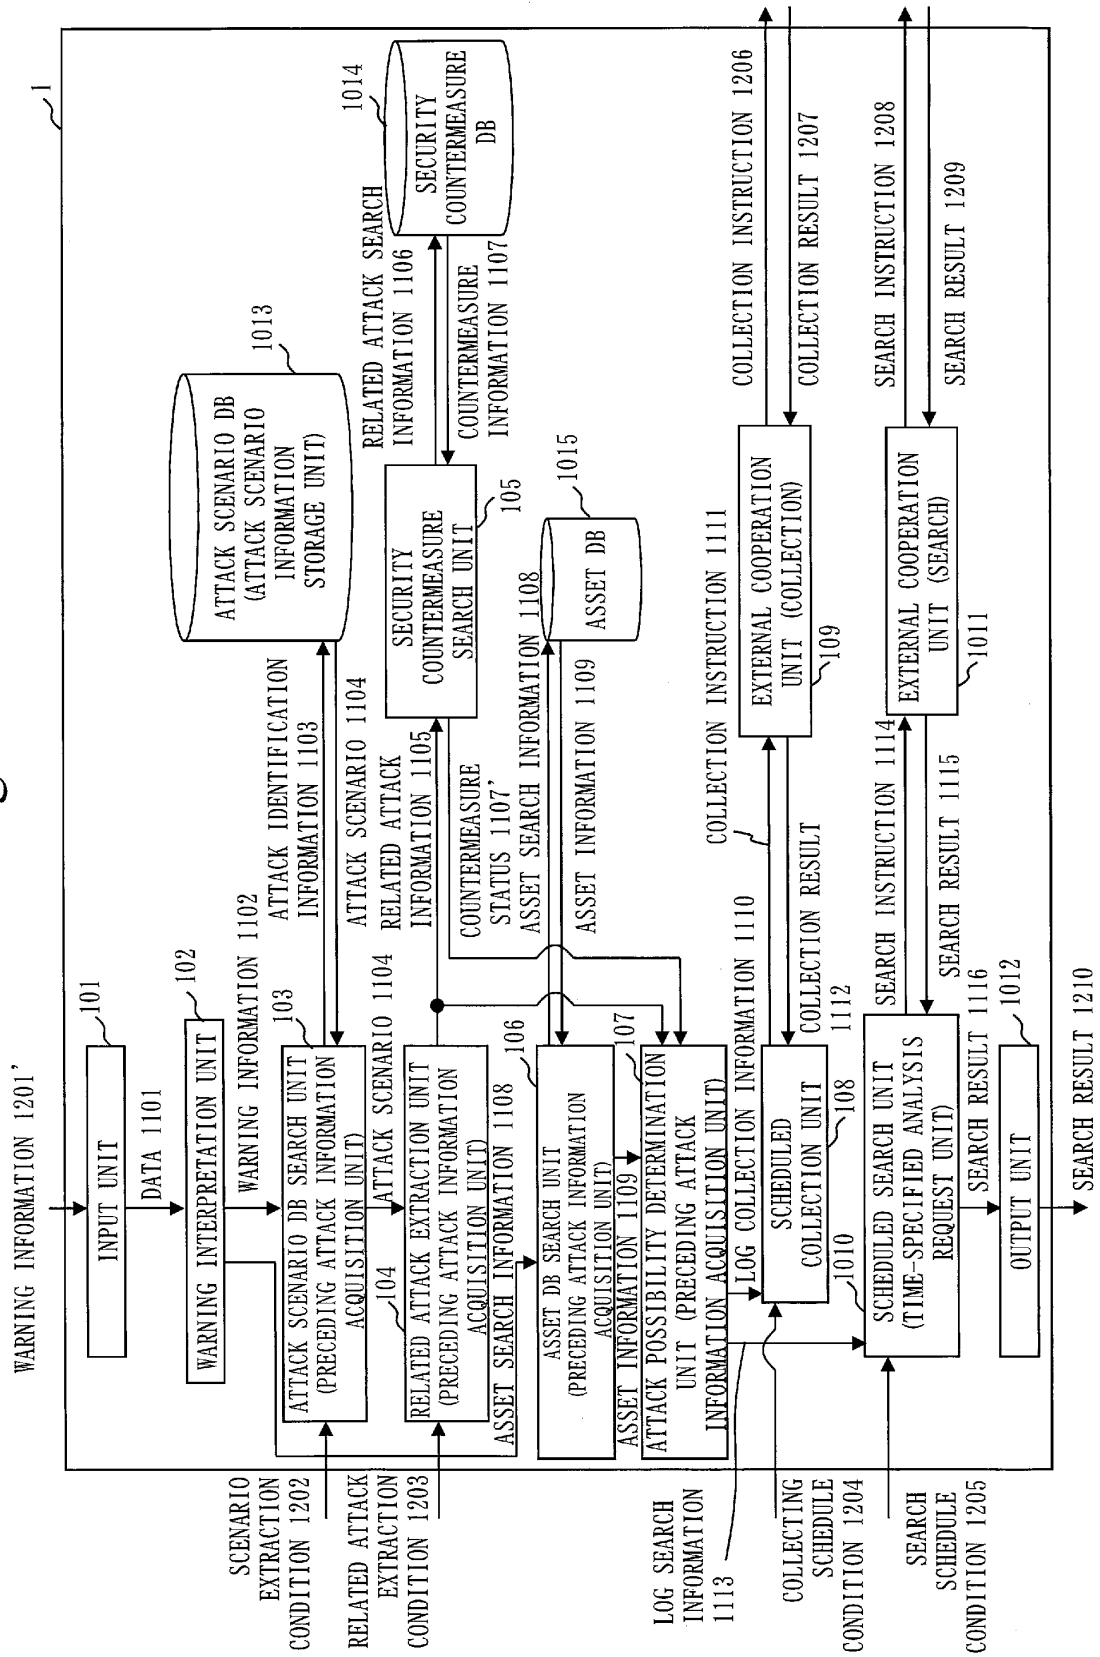 1
WARNING INFORMATION 1201'
101
INPUT UNIT
DATA 1101
102
WARNING INTERPRETATION UNIT
WARNING INFORMATION 1102
SCENARIO
EXTRACTION
CONDITION 1202
103
ATTACK SCENARIO DB SEARCH UNIT
(PRECEDING ATTACK INFORMATION
ACQUISITION UNIT)
ATTACK IDENTIFICATION
INFORMATION 1103
ATTACK SCENARIO 1104
1013
ATTACK SCENARIO DB
(ATTACK SCENARIO
INFORMATION
STORAGE UNIT)
ATTACK SCENARIO 1104
RELATED ATTACK
EXTRACTION
CONDITION 1203
104
RELATED ATTACK EXTRACTION UNIT
(PRECEDING ATTACK INFORMATION
ACQUISITION UNIT)
RELATED ATTACK
INFORMATION 1105
COUNTERMEASURE
STATUS 1107'
SECURITY
COUNTERMEASURE
SEARCH UNIT
105
RELATED ATTACK SEARCH
INFORMATION 1106
COUNTERMEASURE
INFORMATION 1107
1014
SECURITY
COUNTERMEASURE
DB
ASSET SEARCH INFORMATION 1108
106
ASSET DB SEARCH UNIT
(PRECEDING ATTACK INFORMATION
ACQUISITION UNIT)
ASSET SEARCH INFORMATION 1108
ASSET INFORMATION 1109
1015
ASSET DB
ASSET INFORMATION 1109
107
ATTACK POSSIBILITY DETERMINATION
UNIT (PRECEDING ATTACK
INFORMATION ACQUISITION UNIT)
LOG SEARCH
INFORMATION
1113
LOG COLLECTION INFORMATION 1110
COLLECTING
SCHEDULE
CONDITION 1204
SCHEDULED
COLLECTION UNIT
108
COLLECTION INSTRUCTION 1111
COLLECTION RESULT
1112
EXTERNAL COOPERATION
UNIT (COLLECTION)
109
COLLECTION INSTRUCTION 1206
COLLECTION RESULT 1207
SEARCH
SCHEDULE
CONDITION 1205
1010
SCHEDULED SEARCH UNIT
(TIME-SPECIFIED ANALYSIS
REQUEST UNIT)
SEARCH INSTRUCTION 1114
SEARCH RESULT 1115
EXTERNAL COOPERATION
UNIT (SEARCH)
1011
SEARCH INSTRUCTION 1208
SEARCH RESULT 1209
SEARCH RESULT 1116
1012
OUTPUT UNIT
SEARCH RESULT 1210